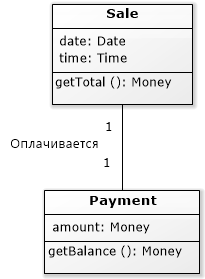 Sale
date: Date
time: Time
getTotal (): Money
1
Оплачивается
1
Payment
amount: Money
getBalance (): Money